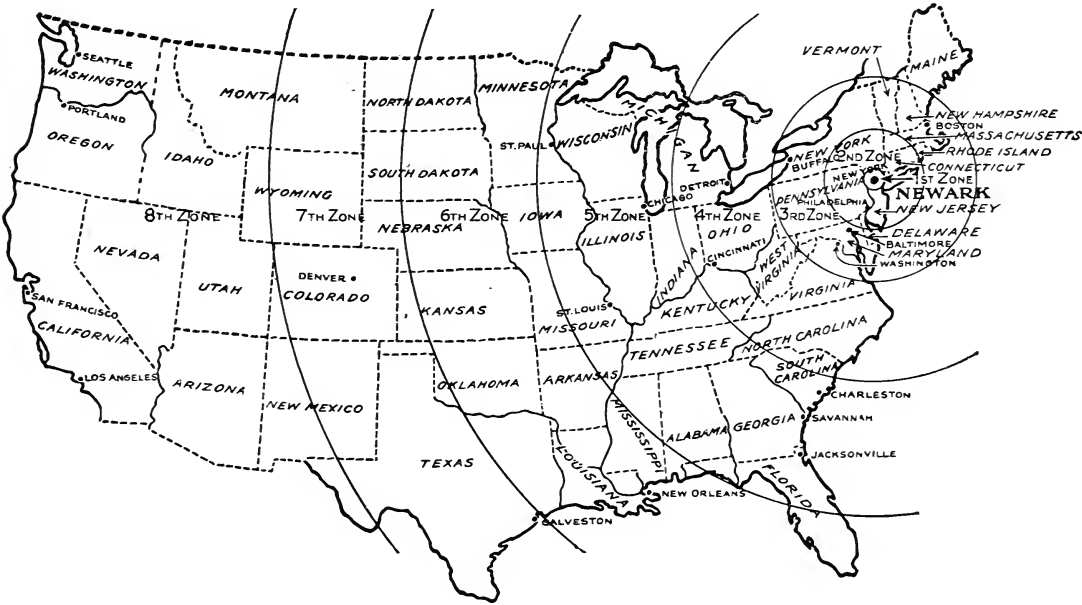 VERMONT
MAINE
SEATTLE
WASHINGTON
MONTANA
NORTH DAKOTA
MINNESOTA
MICHIGAN
PORTLAND
OREGON
IDAHO
NEW HAMPSHIRE
BOSTON
MASSACHUSETTS
ST. PAUL
WISCONSIN
NEW YORK
BUFFALO
2ND ZONE
RHODE ISLAND
CONNECTICUT
SOUTH DAKOTA
NEW YORK
1ST ZONE
WYOMING
DETROIT
CHICAGO
PENNSYLVANIA
NEWARK
PHILADELPHIA
NEW JERSEY
8TH ZONE
7TH ZONE
6TH ZONE
IOWA
5TH ZONE
4TH ZONE
3RD ZONE
NEBRASKA
OHIO
ILLINOIS
DELAWARE
BALTIMORE
MARYLAND
WASHINGTON
NEVADA
CINCINNATI
INDIANA
WEST VIRGINIA
DENVER
UTAH
COLORADO
VIRGINIA
SAN FRANCISCO
KANSAS
ST. LOUIS
KENTUCKY
CALIFORNIA
MISSOURI
NORTH CAROLINA
TENNESSEE
SOUTH CAROLINA
LOS ANGELES
ARIZONA
OKLAHOMA
ARKANSAS
NEW MEXICO
CHARLESTON
MISSISSIPPI
ALABAMA
GEORGIA
SAVANNAH
TEXAS
LOUISIANA
JACKSONVILLE
FLORIDA
NEW ORLEANS
GALVESTON